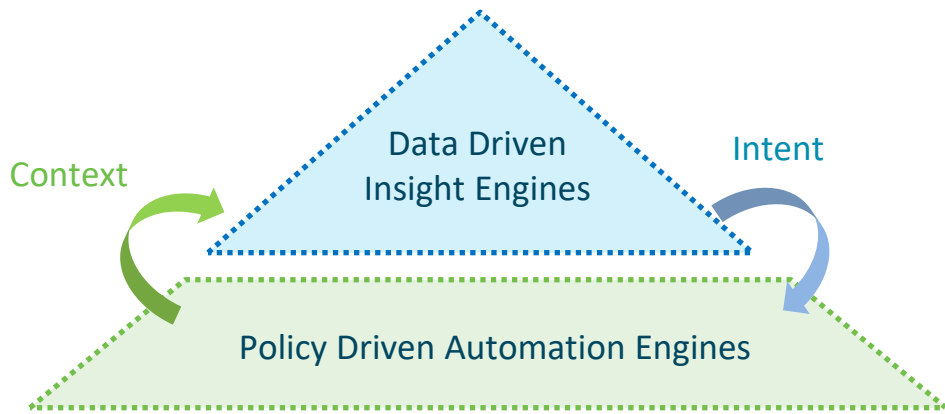 Data Driven
Insight Engines
Context
Intent
Policy Driven Automation Engines